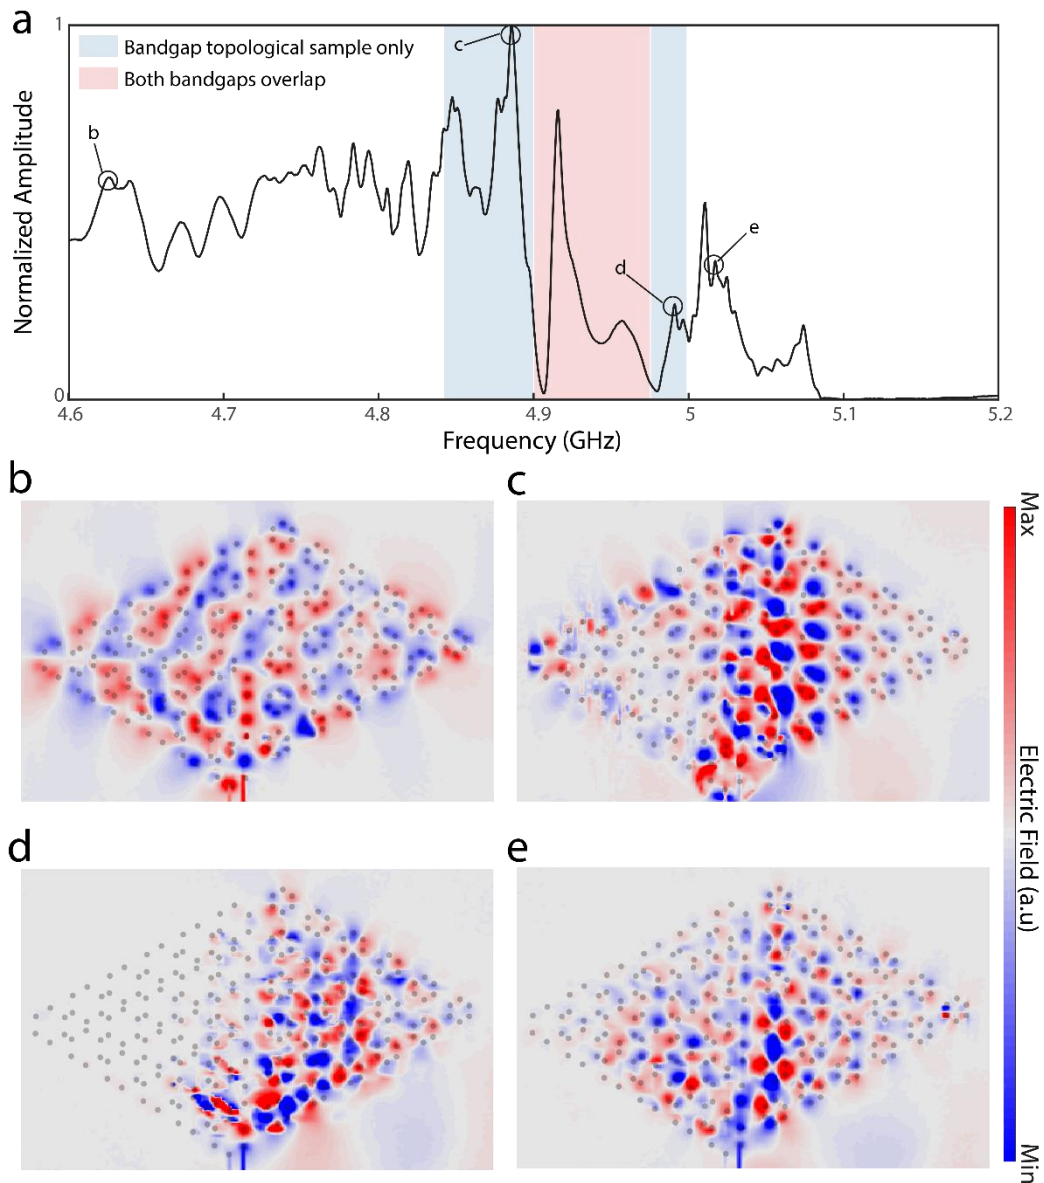 a
1
Bandgap topological sample only
Both bandgaps overlap
c
b
d
e
Normalized Amplitude
0
4.6 4.7 4.8 4.9 5 5.1 5.2
Frequency (GHz)
b
c
Max
Electric Field (a.u)
Min
d
e